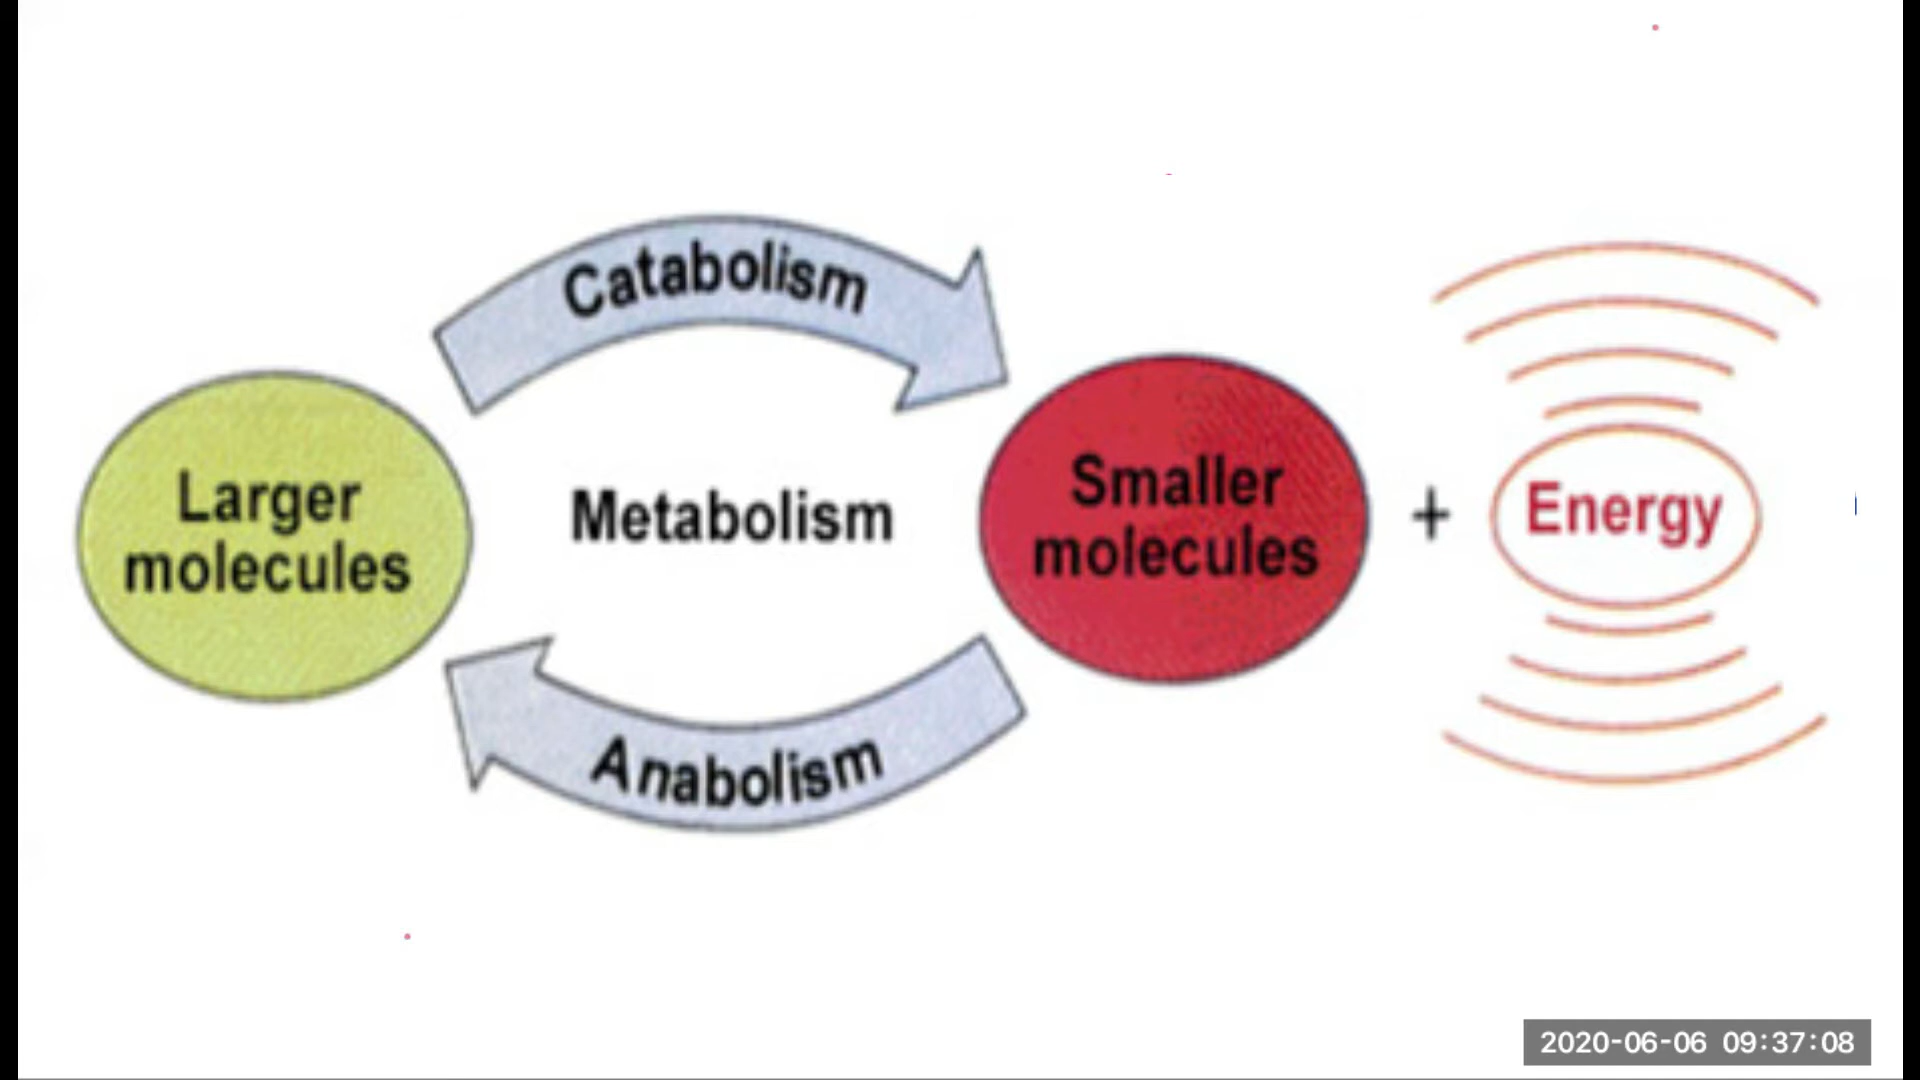 Catabolism
Larger
molecules
Metabolism
Smaller
molecules
+
Energy
Anabolism
2020-06-06 09:37:08